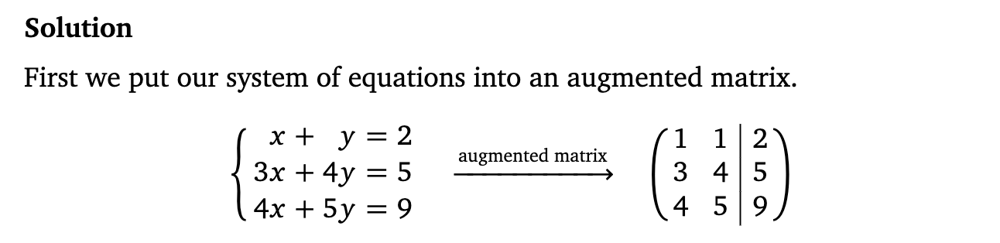 Solution
First we put our system of equations into an augmented matrix.
x + y = 2
3x + 4y = 5
4x + 5y = 9
augmented matrix
1 1 2
3 4 5
4 5 9